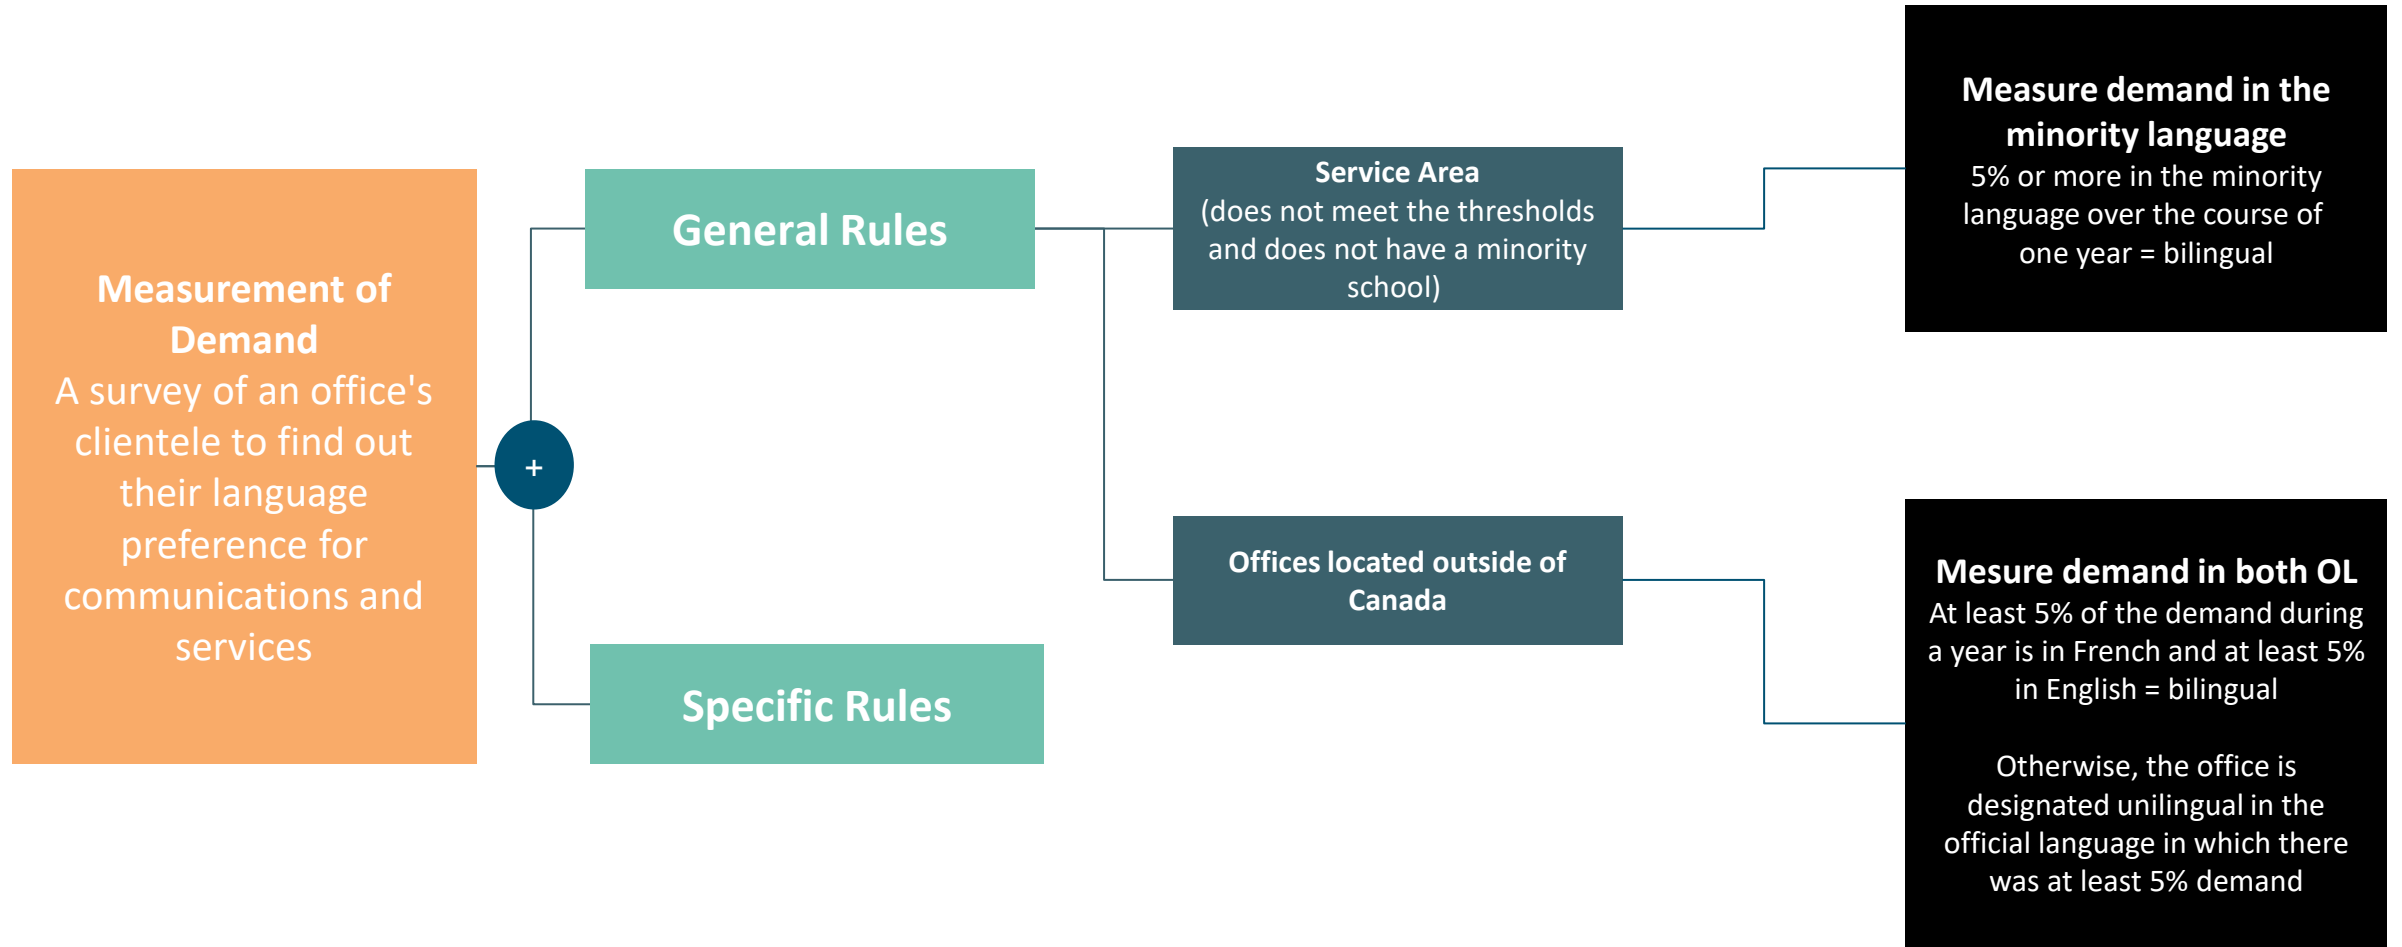 Measurement of
Demand
A survey of an office's
clientele to find out
their language
preference for
communications and
services
+
General Rules
Specific Rules
Service Area
(does not meet the thresholds
and does not have a minority
school)
Offices located outside of
Canada
Measure demand in the
minority language
5% or more in the minority
language over the course of
one year = bilingual
Mesure demand in both OL
At least 5% of the demand during
a year is in French and at least 5%
in English = bilingual
Otherwise, the office is
designated unilingual in the
official language in which there
was at least 5% demand